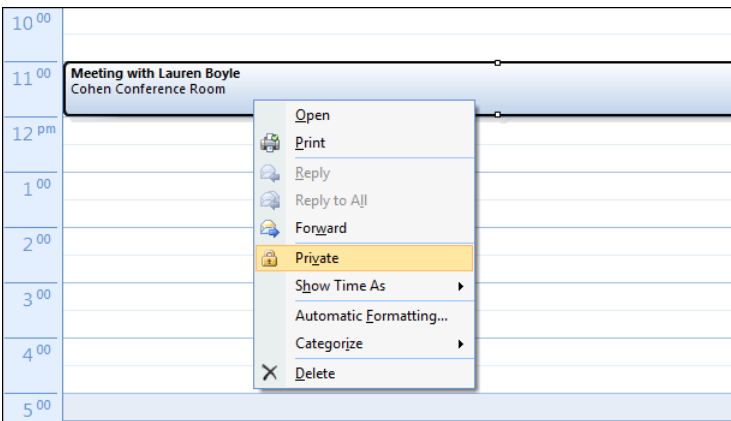 10 00
11 00
Meeting with Lauren Boyle
Cohen Conference Room
12 pm
1 00
2 00
3 00
4 00
5 00
Open
Print
Reply
Reply to All
Forward
Private
Show Time As
Automatic Formatting...
Categorize
Delete